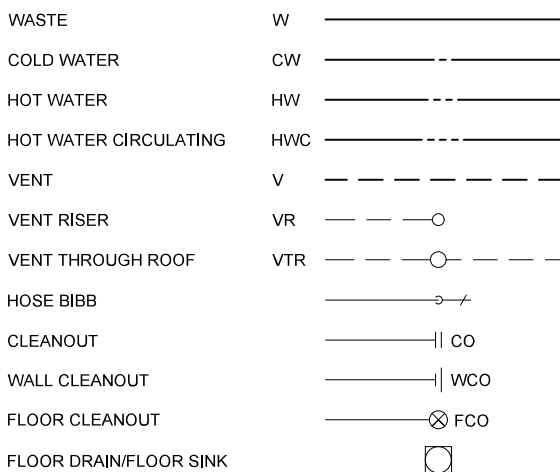 WASTE W
COLD WATER CW
HOT WATER HW
HOT WATER CIRCULATING HWC
VENT V
VENT RISER VR
VENT THROUGH ROOF VTR
HOSE BIBB
CLEANOUT CO
WALL CLEANOUT WCO
FLOOR CLEANOUT FCO
FLOOR DRAIN/FLOOR SINK